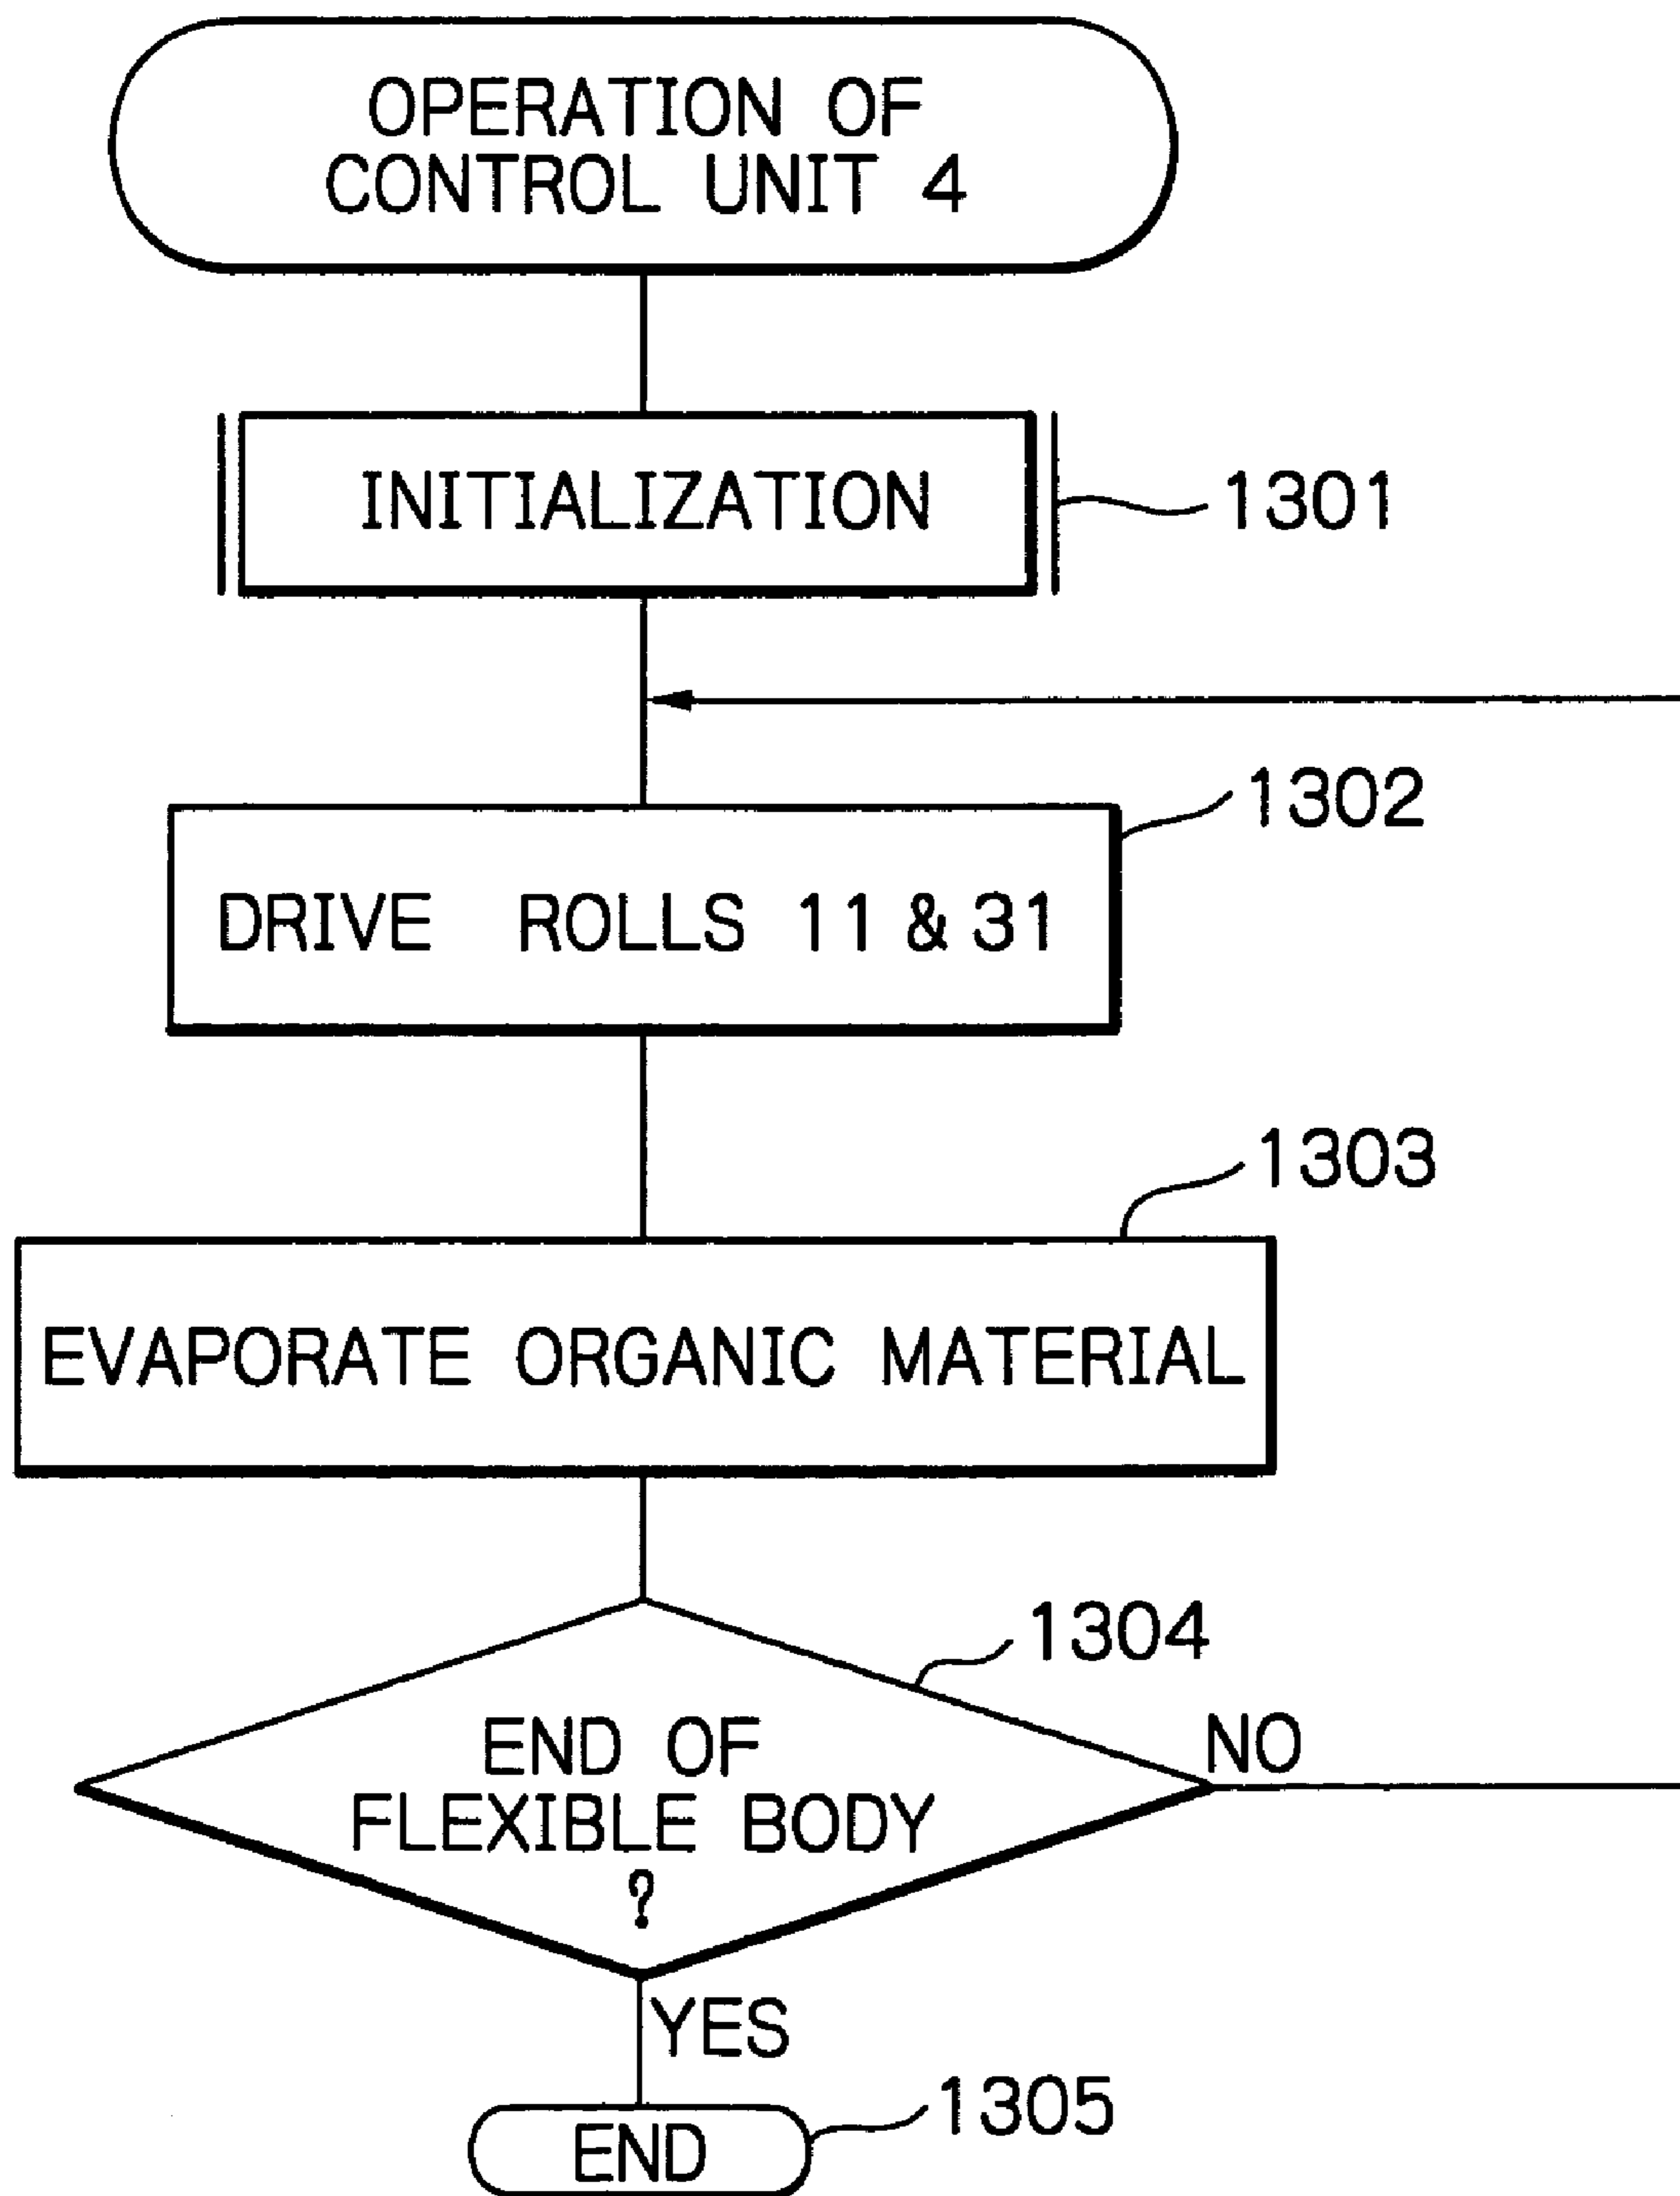 OPERATION OF
CONTROL UNIT 4
INITIALIZATION
1301
1302
DRIVE ROLLS 11 & 31
1303
EVAPORATE ORGANIC MATERIAL
1304
END OF
FLEXIBLE BODY
?
NO
YES
1305
END